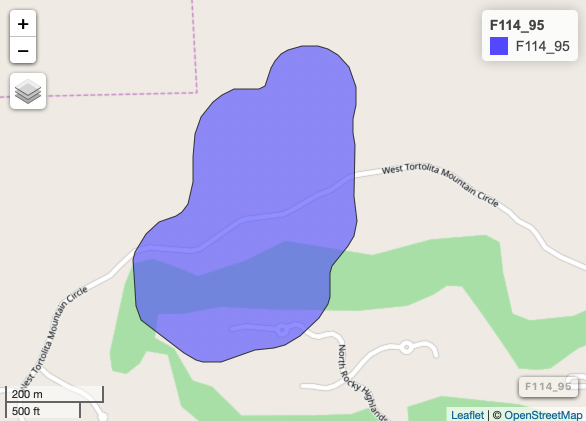 +
−
F114_95
F114_95
West Tortolita Mountain Circle
West Tortolita Mountain Circle
North Rocky Highlands
F114_95
200 m
500 ft
Leaflet | © OpenStreetMap